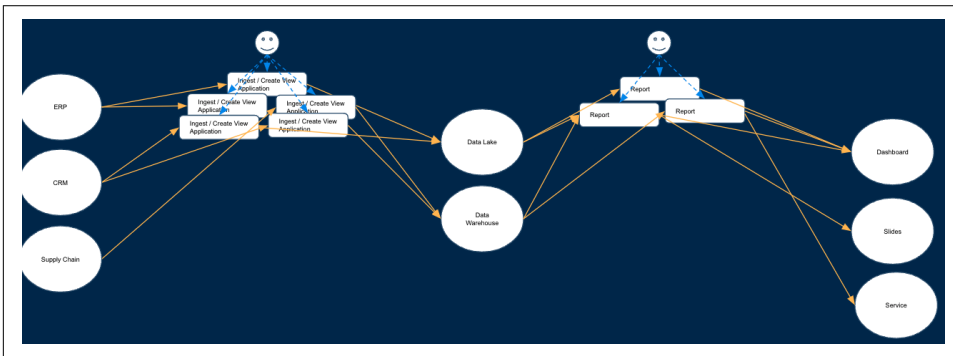 Ingest / Create View
Application
Ingest / Create View
Application
Ingest / Create View
Application
Ingest / Create View
Application
Ingest / Create View
Report
Report
Report
ERP
CRM
Supply Chain
Data Lake
Data
Warehouse
Dashboard
Slides
Service